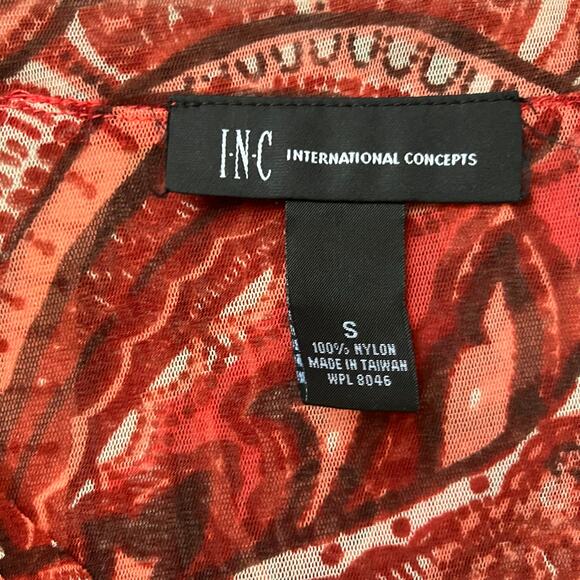 I·N·C INTERNATIONAL CONCEPTS
S
100% NYLON
MADE IN TAIWAN
WPL 8046